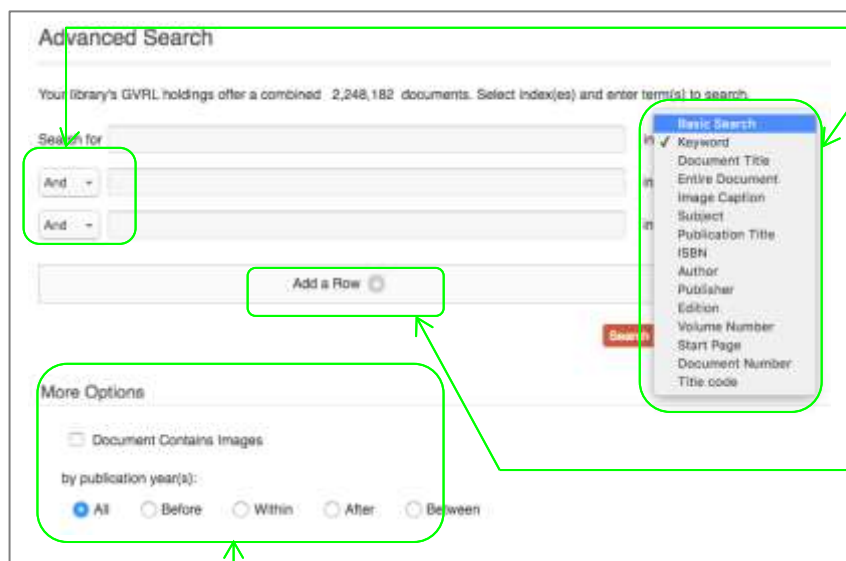 Advanced Search
Your library's GVRL holdings offer a combined 2,248,182 documents. Select index(es) and enter term(s) to search.
Search for in
And in
And in
Basic Search
✓ Keyword
Document Title
Entire Document
Image Caption
Subject
Publication Title
ISBN
Author
Publisher
Edition
Volume Number
Start Page
Document Number
Title code
Add a Row
Search
More Options
Document Contains Images
by publication year(s):
All Before Within After Between